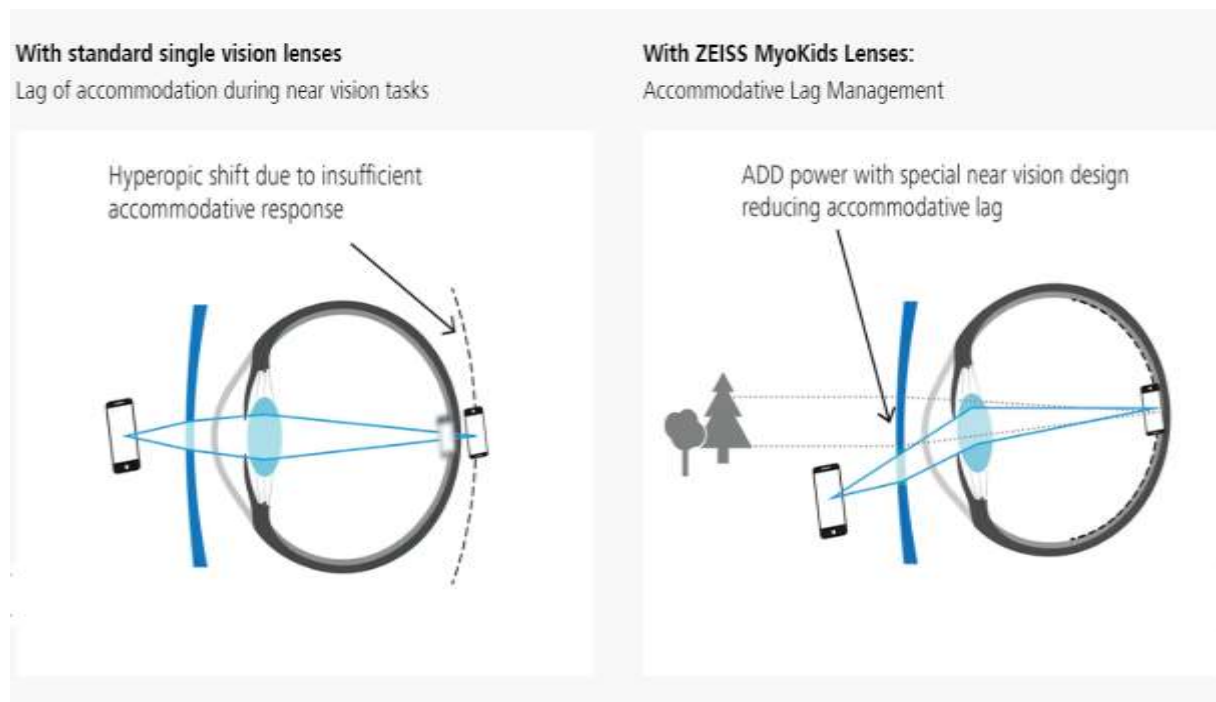 With standard single vision lenses
Lag of accommodation during near vision tasks
Hyperopic shift due to insufficient
accommodative response
With ZEISS MyoKids Lenses:
Accommodative Lag Management
ADD power with special near vision design
reducing accommodative lag